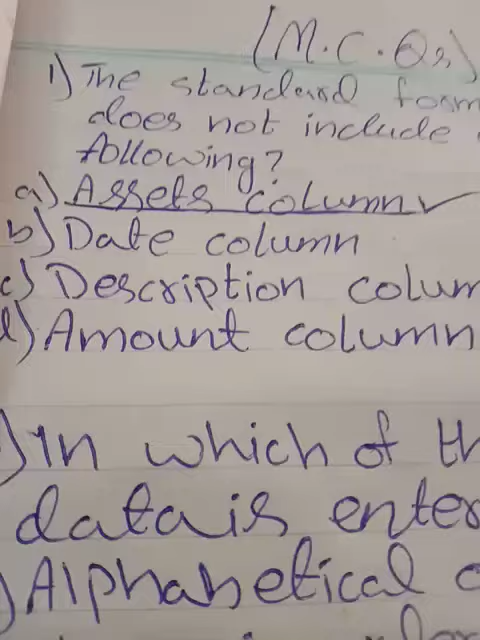 (M.C.Qs)
1) The standard form
does not include
following?
a) Assets column ✓
b) Date column
c) Description colum
d) Amount column
) In which of th
data is enter
) Alphabetical